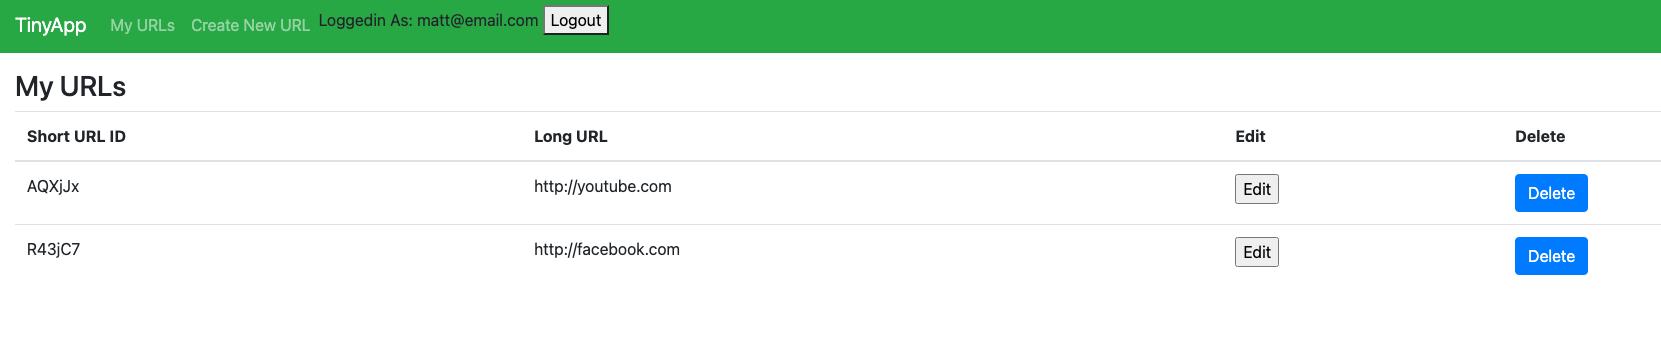 TinyApp My URLs Create New URL Loggedin As: matt@email.com Logout
My URLs
Short URL ID Long URL Edit Delete
AQXjJx http://youtube.com Edit Delete
R43jC7 http://facebook.com Edit Delete